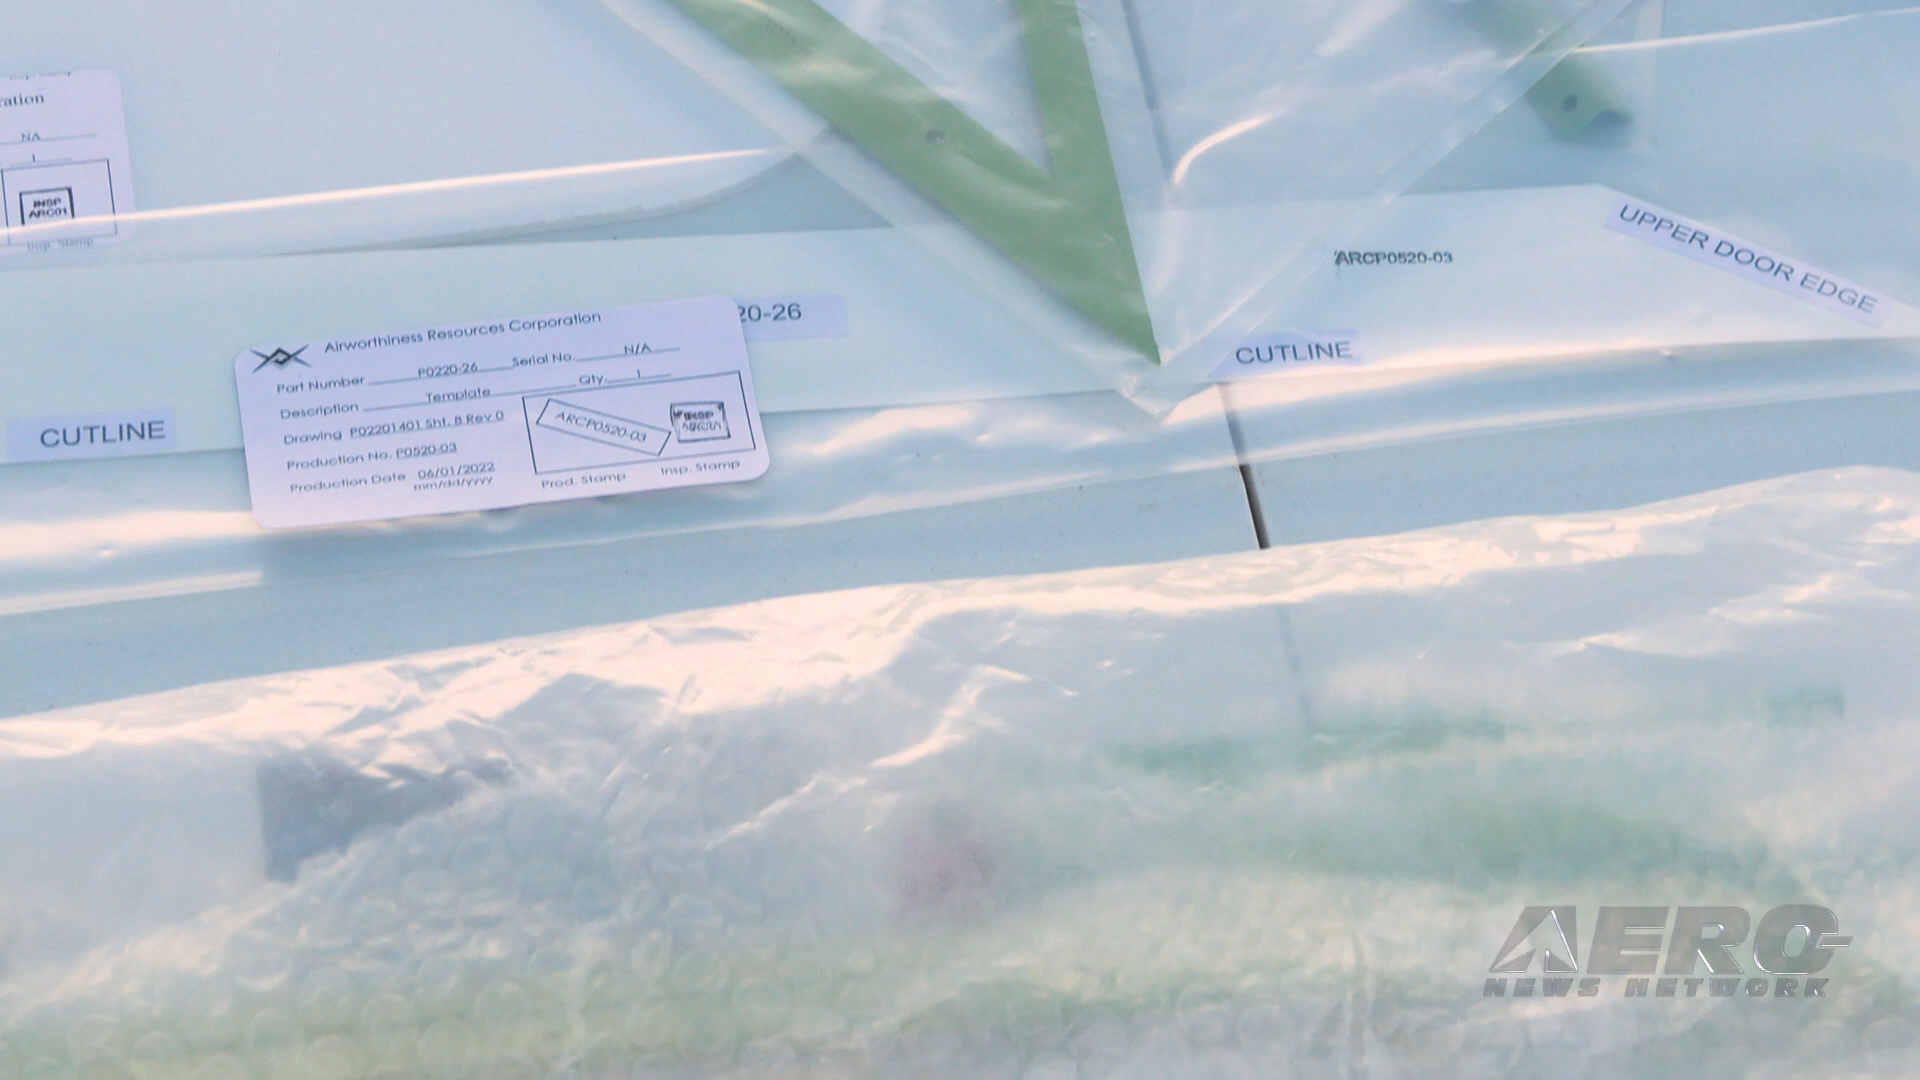 ration
NA
1
INSP
ARC01
Insp. Stamp
20-26
Airworthiness Resources Corporation
Part Number P0220-26 Serial No. N/A
Description Template Qty. 1
Drawing P02201401 Sht. 8 Rev 0
Production No. P0520-03
Production Date 06/01/2022
mm/dd/yyyy
ARCP0520-03
INSP
ARC01
Prod. Stamp Insp. Stamp
CUTLINE
CUTLINE
ARCP0520-03
UPPER DOOR EDGE
AERO-
NEWS NETWORK